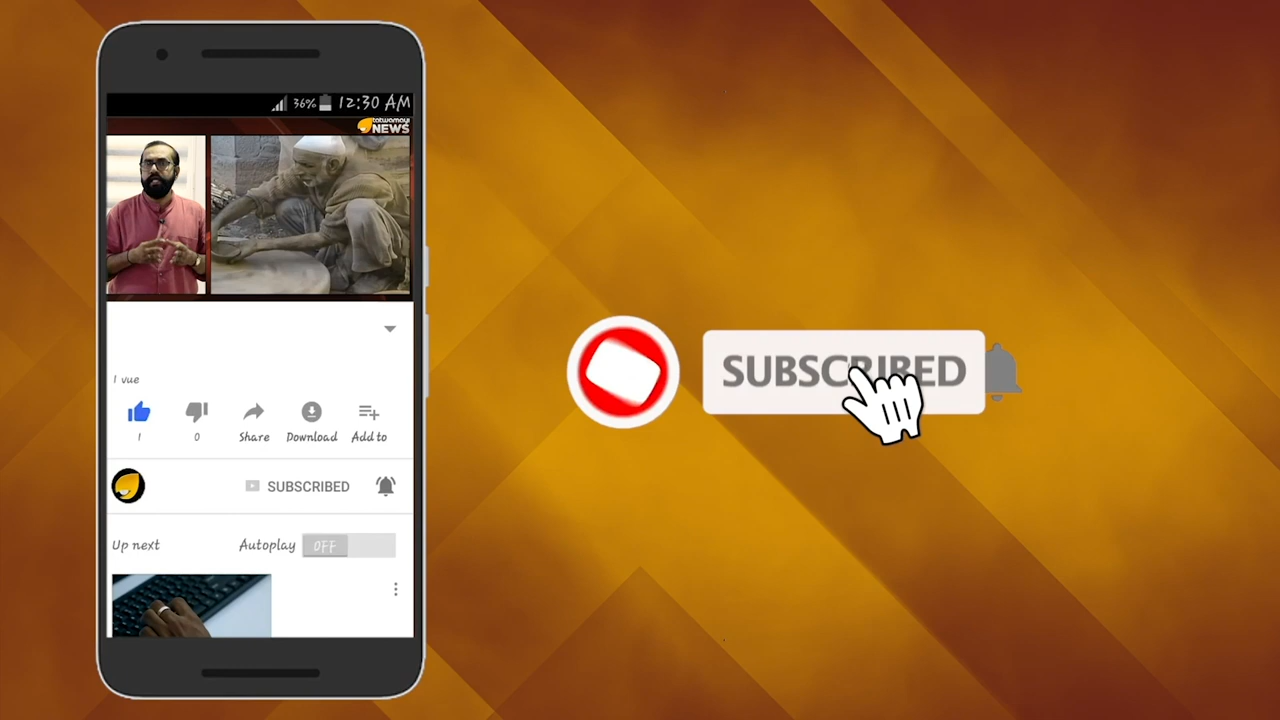 36% 12:30 AM
tatwamayi
NEWS
1 vue
1
0
Share
Download
Add to
SUBSCRIBED
Up next
Autoplay
OFF
SUBSCRIBED